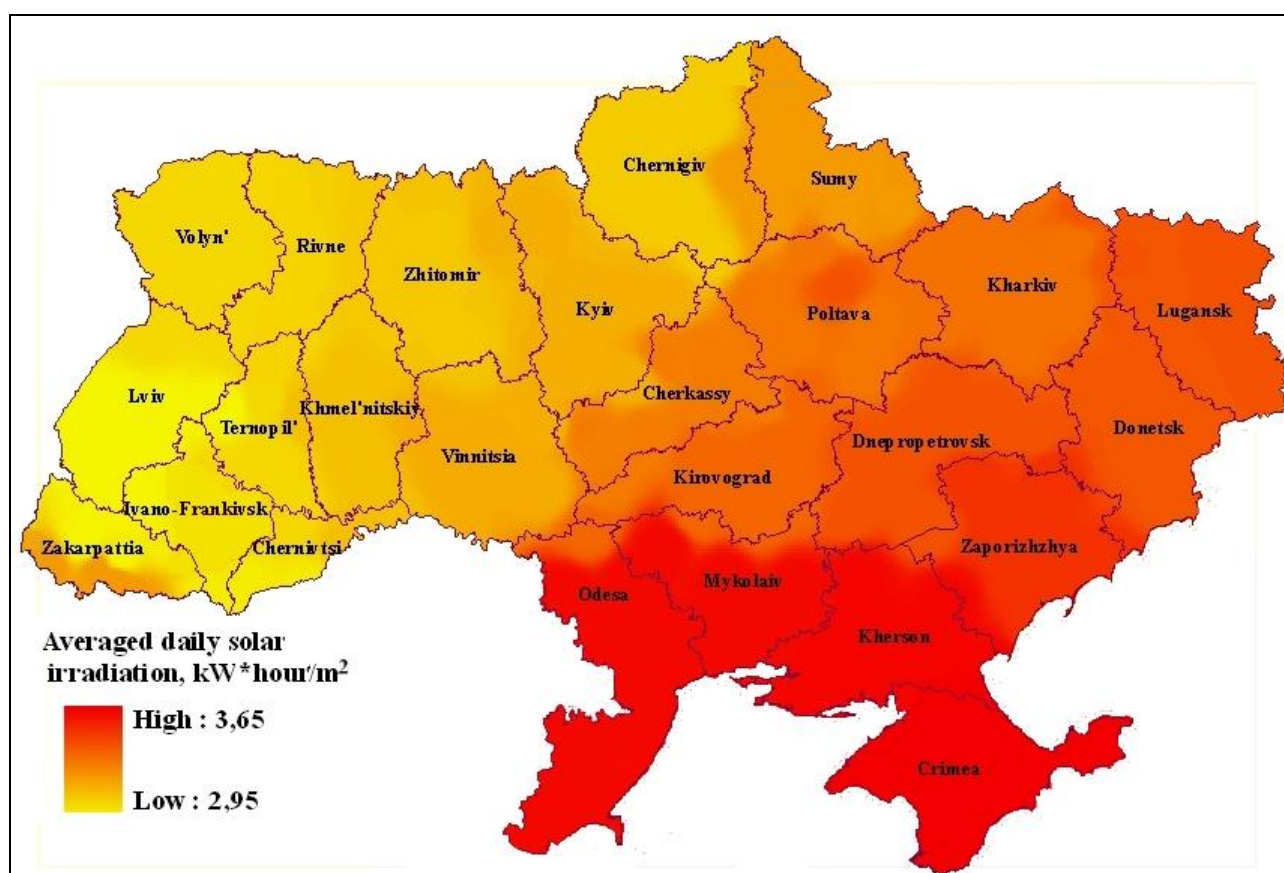 Chernigiv
Sumy
Volyn'
Rivne
Zhitomir
Kyiv
Poltava
Kharkiv
Lugansk
Lviv
Ternopil'
Khmel'nitskiy
Vinnitsia
Cherkassy
Dnepropetrovsk
Donetsk
Kirovograd
Ivano-Frankivsk
Zakarpattia
Chernivtsi
Odesa
Mykolaiv
Zaporizhzhya
Kherson
Crimea
Averaged daily solar
irradiation, kW*hour/m²
High : 3,65
Low : 2,95